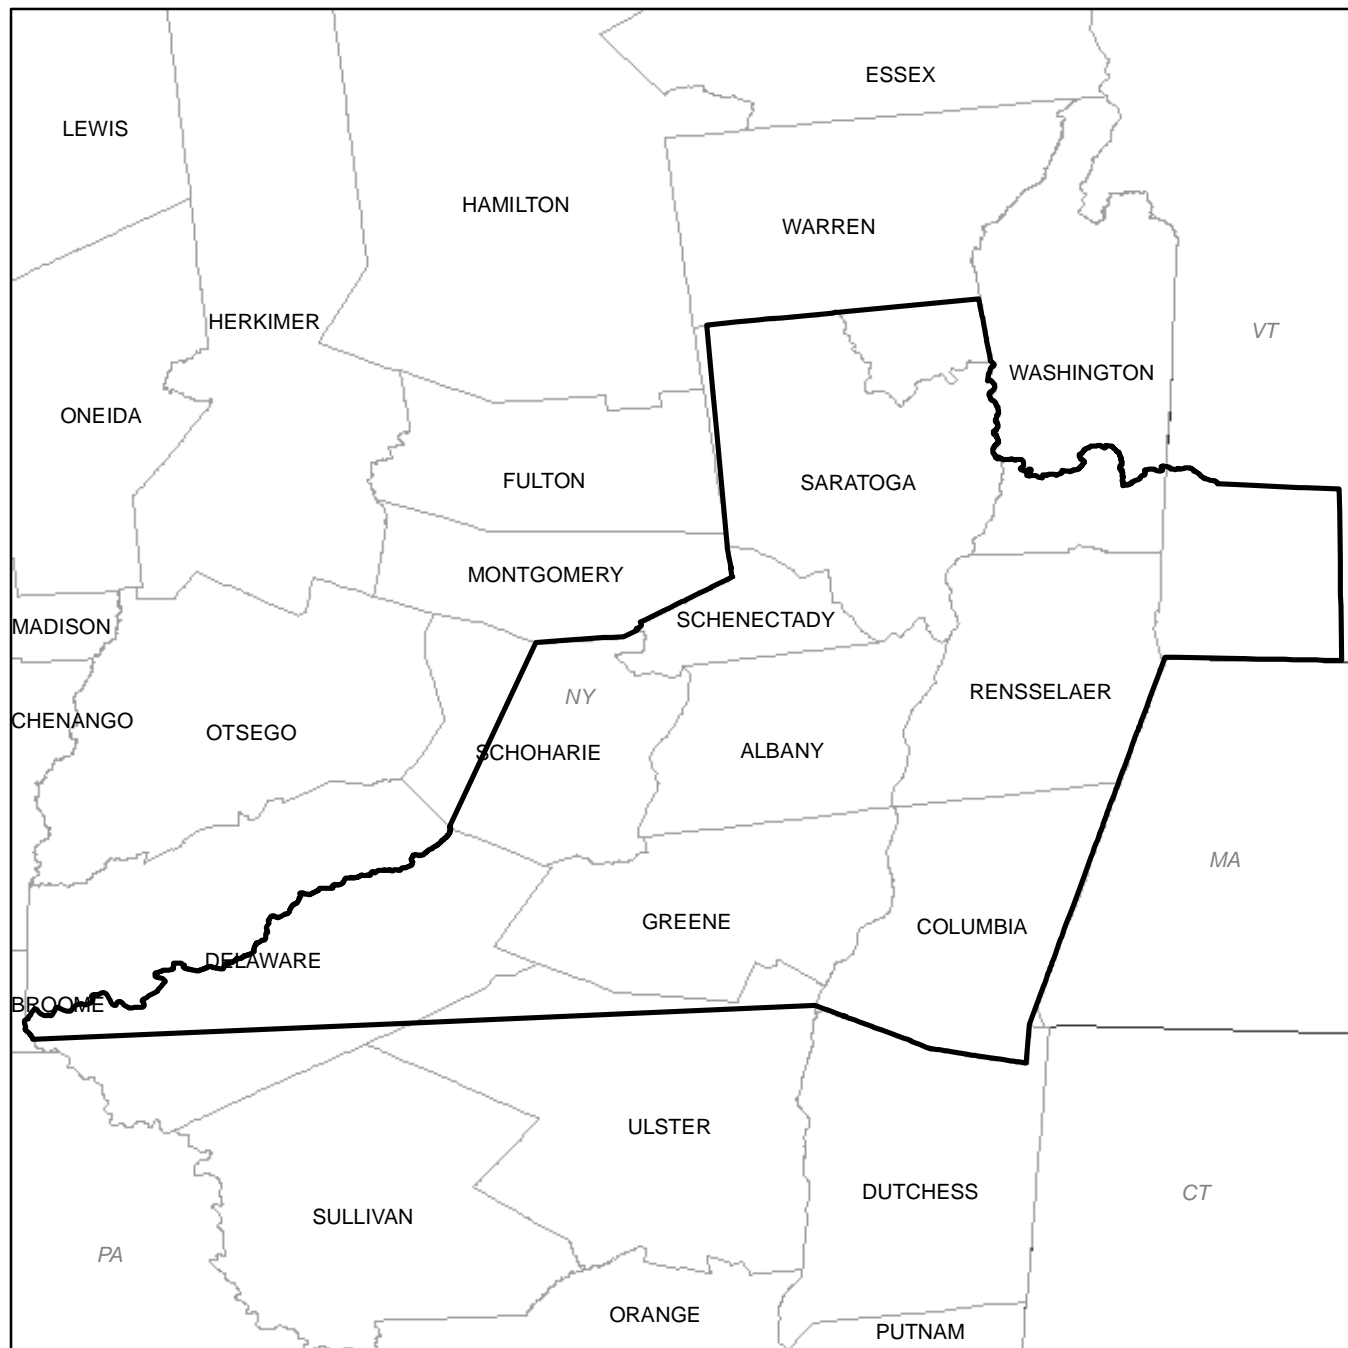 ESSEX
LEWIS
HAMILTON
WARREN
HERKIMER
VT
WASHINGTON
ONEIDA
FULTON
SARATOGA
MONTGOMERY
SCHENECTADY
MADISON
RENSSELAER
NY
CHENANGO
OTSEGO
SCHOHARIE
ALBANY
MA
GREENE
COLUMBIA
DELAWARE
BROOME
ULSTER
DUTCHESS
CT
SULLIVAN
PA
ORANGE
PUTNAM